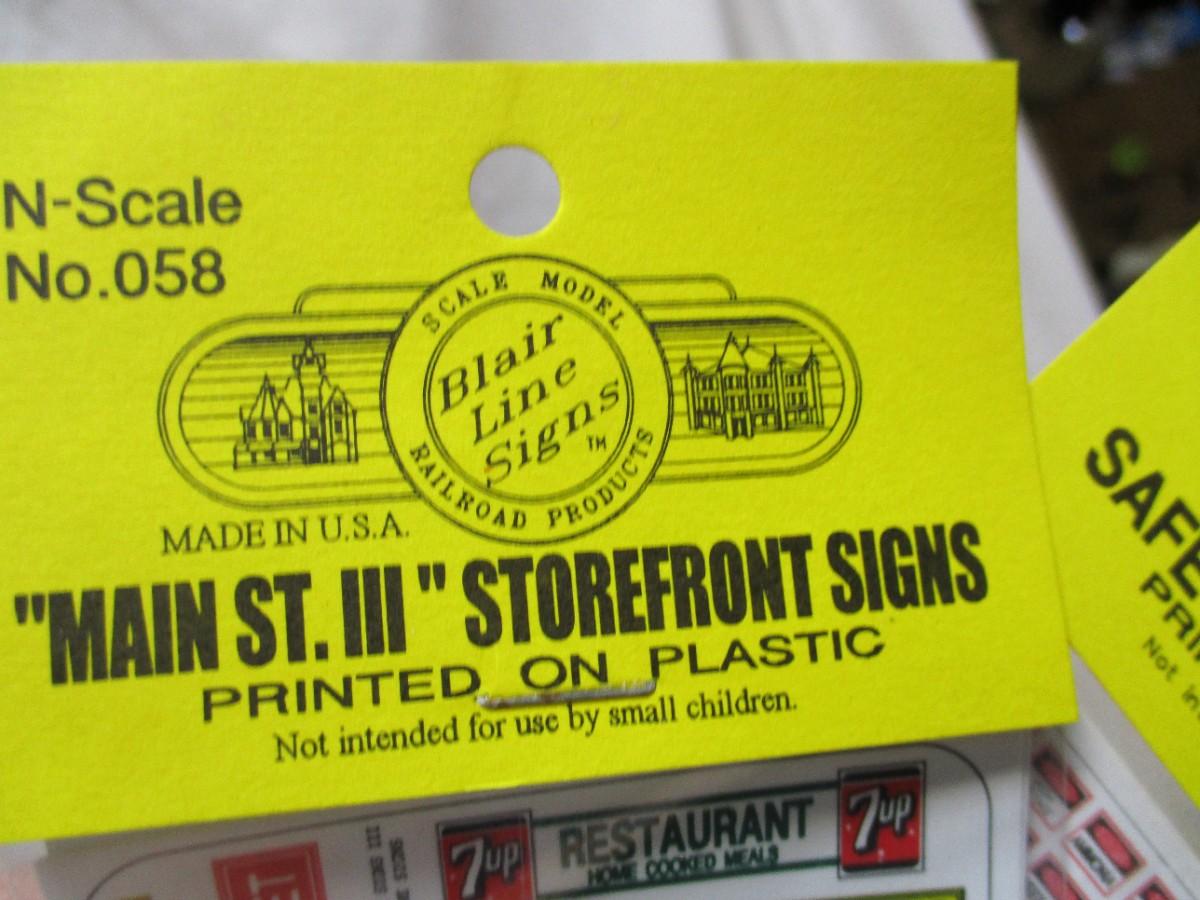 N-Scale
No.058
SCALE MODEL
Blair
Line
Signs
TM
RAILROAD PRODUCTS
MADE IN U.S.A.
"MAIN ST. III " STOREFRONT SIGNS
PRINTED ON PLASTIC
Not intended for use by small children.
7up
RESTAURANT
HOME COOKED MEALS
7up
SAFE
PRI
Not in